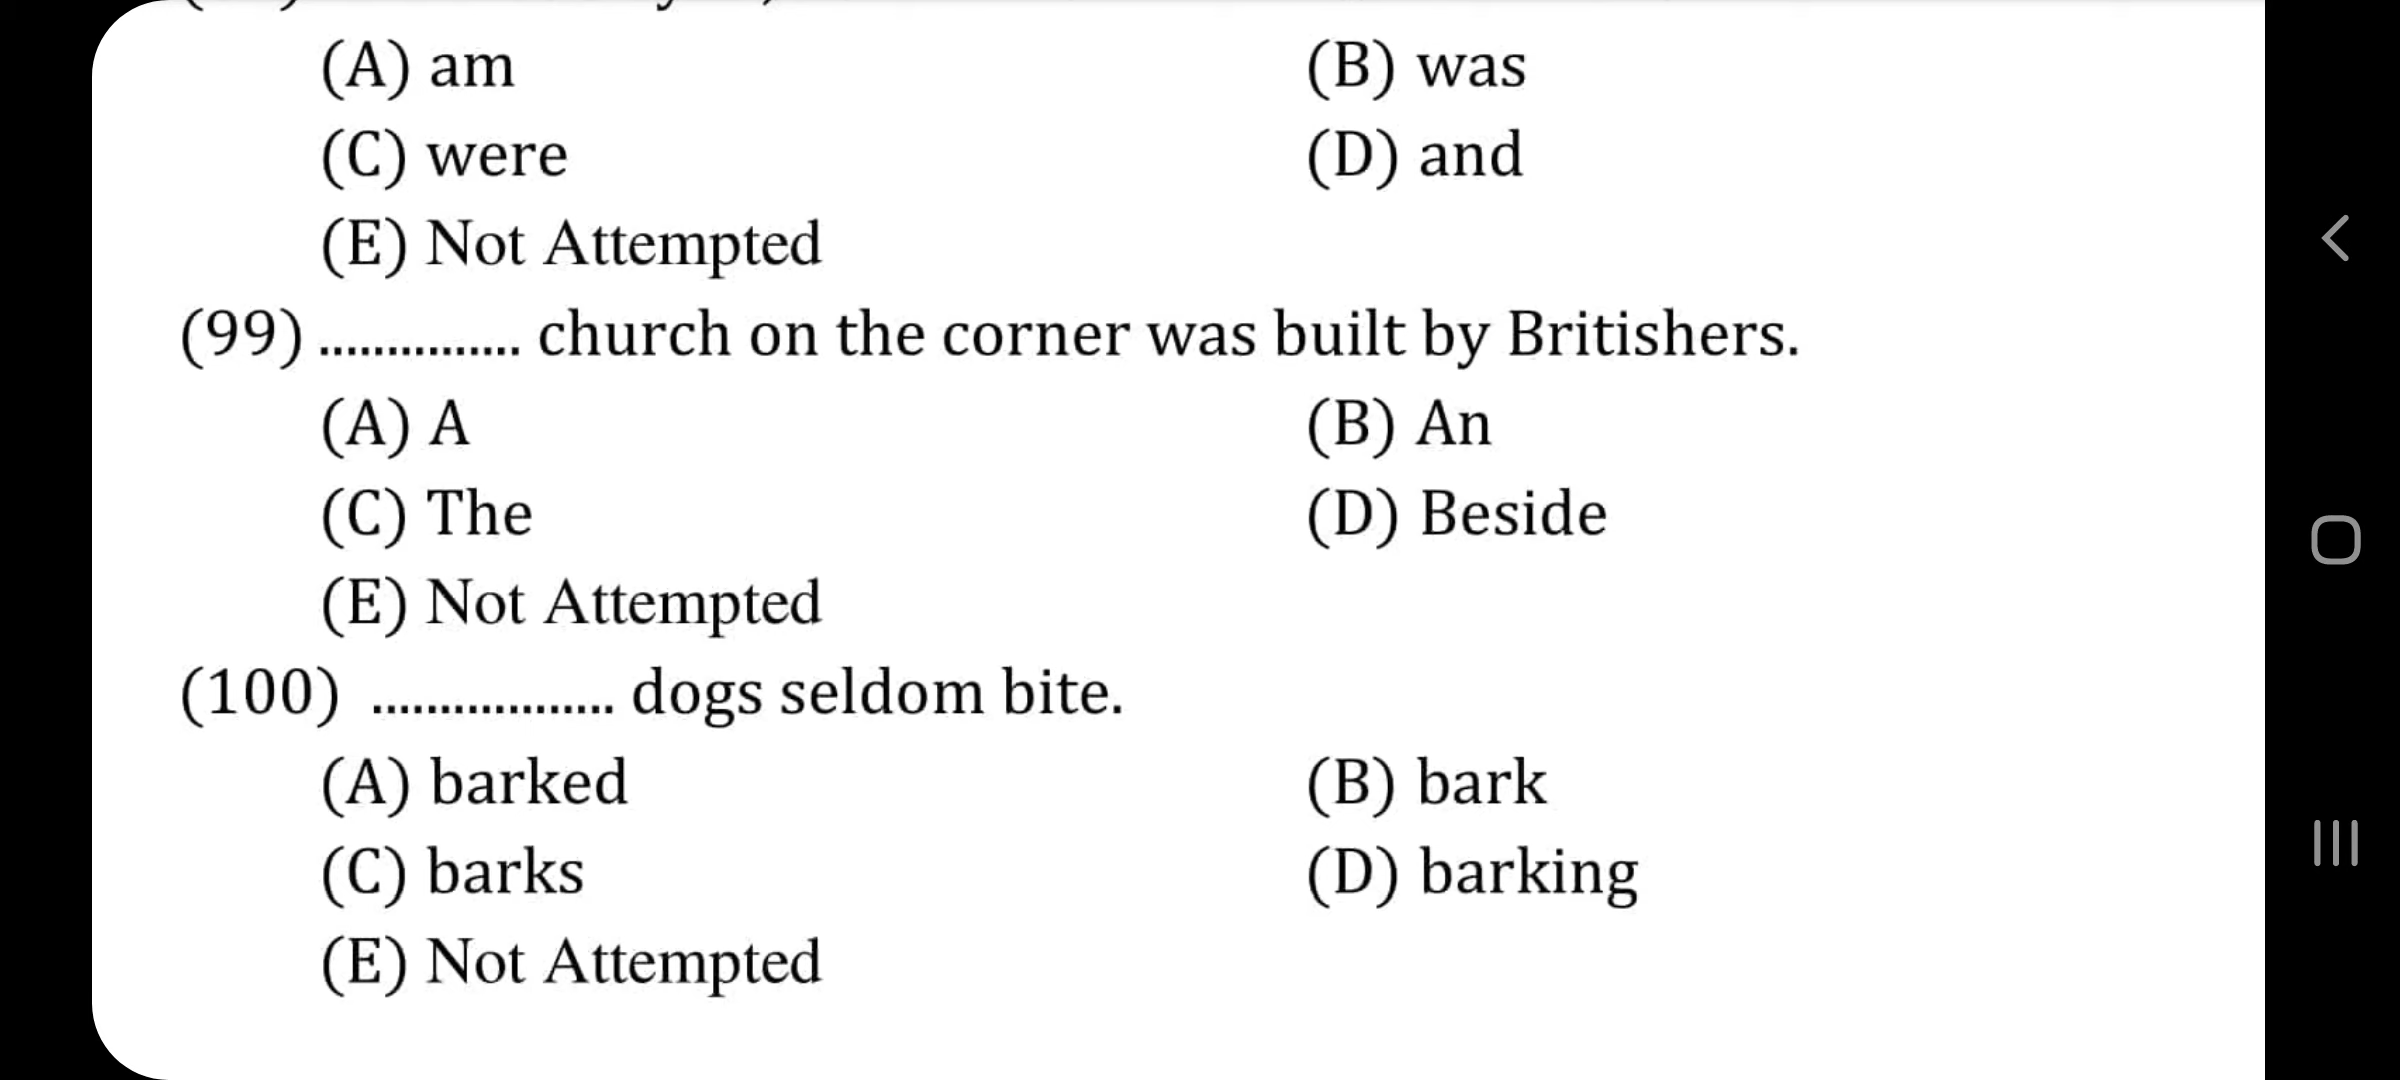 (A) am (B) was
(C) were (D) and
(E) Not Attempted
(99) ............... church on the corner was built by Britishers.
(A) A (B) An
(C) The (D) Beside
(E) Not Attempted
(100) .................. dogs seldom bite.
(A) barked (B) bark
(C) barks (D) barking
(E) Not Attempted